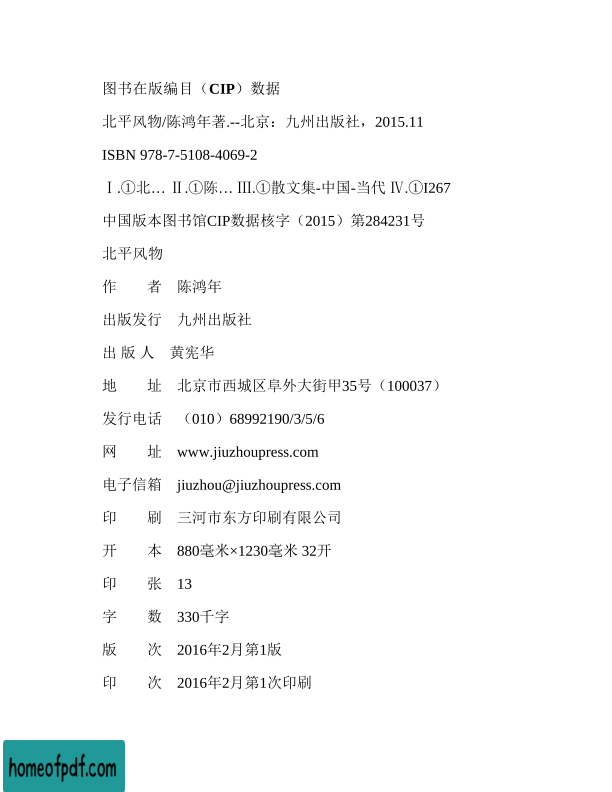 图书在版编目（CIP）数据
北平风物/陈鸿年著.--北京：九州出版社，2015.11
ISBN 978-7-5108-4069-2
Ⅰ.①北… Ⅱ.①陈… Ⅲ.①散文集-中国-当代 Ⅳ.①I267
中国版本图书馆CIP数据核字（2015）第284231号
北平风物
作　　者　陈鸿年
出版发行　九州出版社
出 版 人　黄宪华
地　　址　北京市西城区阜外大街甲35号（100037）
发行电话　（010）68992190/3/5/6
网　　址　www.jiuzhoupress.com
电子信箱　jiuzhou@jiuzhoupress.com
印　　刷　三河市东方印刷有限公司
开　　本　880毫米×1230毫米 32开
印　　张　13
字　　数　330千字
版　　次　2016年2月第1版
印　　次　2016年2月第1次印刷
homeofpdf.com